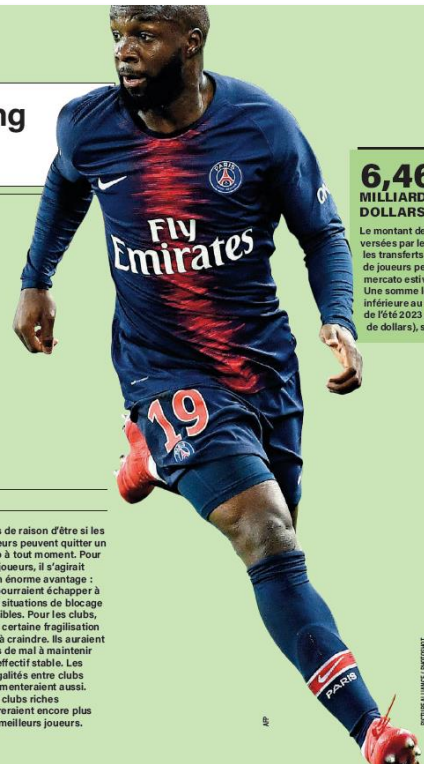 ng
6,46
MILLIARD
DOLLARS
Le montant de
versées par le
les transferts
de joueurs pe
mercato estiv
Une somme l
inférieure au
de l'été 2023
de dollars), s
PARIS
Fly
Emirates
19
PARIS
s de raison d'être si les
eurs peuvent quitter un
à tout moment. Pour
joueurs, il s'agirait
énorme avantage :
pourraient échapper à
situations de blocage
ibles. Pour les clubs,
certaine fragilisation
à craindre. Ils auraient
s de mal à maintenir
effectif stable. Les
galités entre clubs
menteraient aussi.
clubs riches
veraient encore plus
meilleurs joueurs.
AFP
PICTURE ALLIANCE / PHOTOSHOT